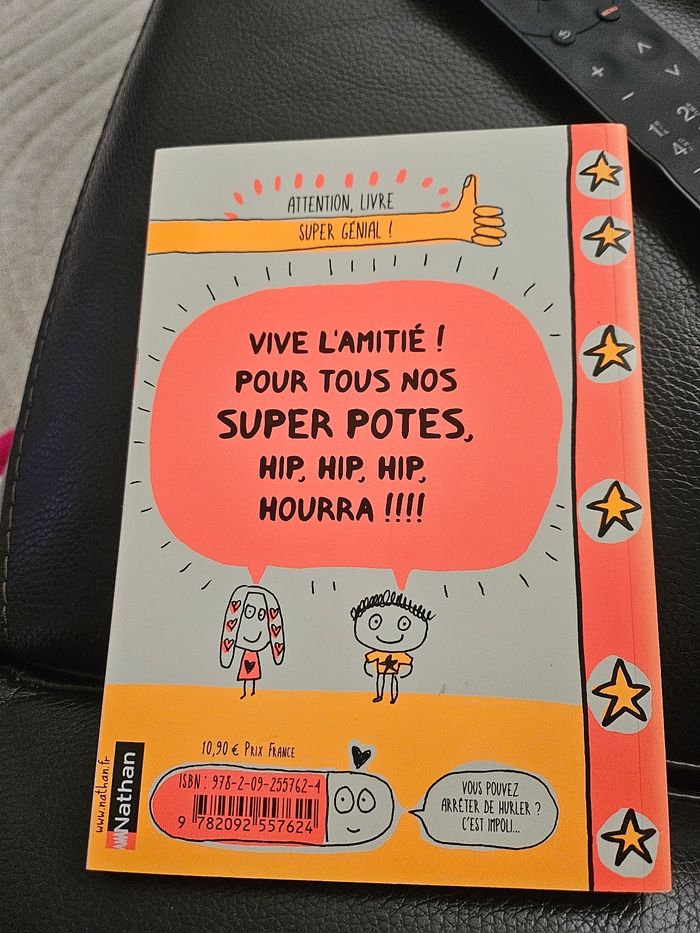 ATTENTION, LIVRE
SUPER GÉNIAL !
VIVE L'AMITIÉ !
POUR TOUS NOS
SUPER POTES,
HIP, HIP, HIP,
HOURRA !!!!
10,90 € PRIX FRANCE
ISBN : 978-2-09-255762-4
9 782092 557624
VOUS POUVEZ
ARRÊTER DE HURLER ?
C'EST IMPOLI...
www.nathan.fr
Nathan